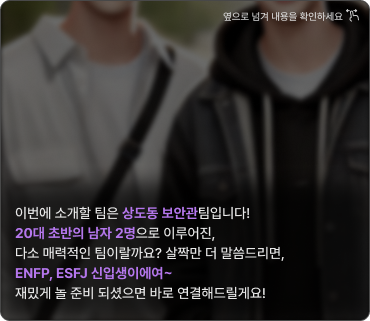 옆으로 넘겨 내용을 확인하세요
이번에 소개할 팀은 상도동 보안관팀입니다!
20대 초반의 남자 2명으로 이루어진,
다소 매력적인 팀이랄까요? 살짝만 더 말씀드리면,
ENFP, ESFJ 신입생이에여~
재밌게 놀 준비 되셨으면 바로 연결해드릴게요!